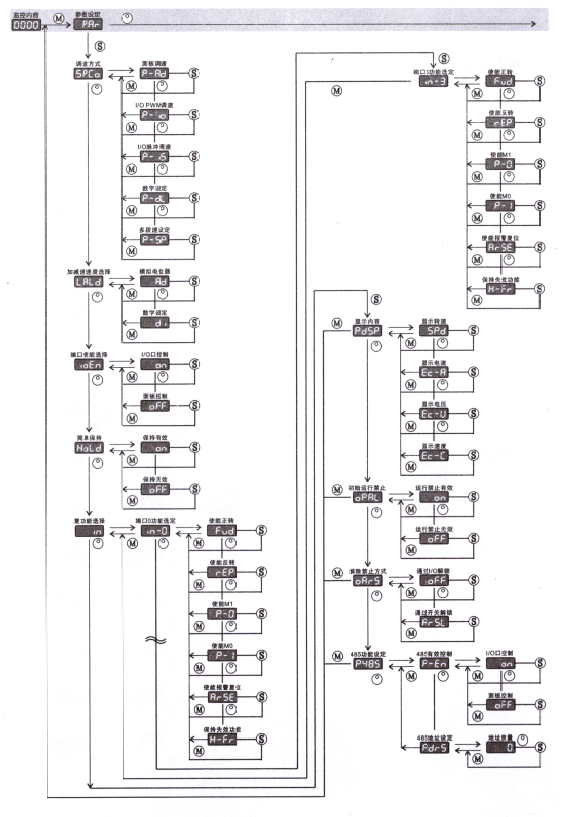 监控内容 参数设定
0000 M PAr
S
调速方式 面板调速
SPCo P-Ad S
M
I/O PWM调速
P-io S
M
I/O脉冲调速
P-iS S
M
数字设定
P-di S
M
多段速设定
P-SP S
M
加减调速度选择 模拟电位器
LALd Ad S
M
数字设定
di S
M
端口使能选择 I/O口控制
ioEn on S
M
面板控制
oFF S
M
简单保持 保持有效
HoLd on S
M
保持无效
oFF S
M
复功能选择 端口0功能选定 使能正转
in in-0 Fud S
M
使能反转
rEP S
M
使能M1
P-0 S
M
使能M0
P-1 S
M
使能报警复位
ArSE S
M
保持失效功能
H-Fr S
M
S
端口3功能选定 使能正转
M in-3 Fud S
M
使能反转
rEP S
M
使能M1
P-0 S
M
使能M0
P-1 S
M
使能报警复位
ArSE S
M
保持失效功能
H-Fr S
M
S
显示内容 显示转速
M PdSP SPd S
M
显示电流
Ec-A S
M
显示电压
Ec-U S
M
显示速度
Ec-C S
M
初始运行禁止 运行禁止有效
M oPAL on S
M
运行禁止无效
oFF S
M
解除禁止方式 通过I/O解锁
M oArS ioFF S
M
通过开关解锁
ArSL S
M
485功能设定 485有效控制 I/O口控制
M P485 P-En on S
M M
面板控制
oFF S
M
485地址设定 地址质量
AdrS 0 S
M